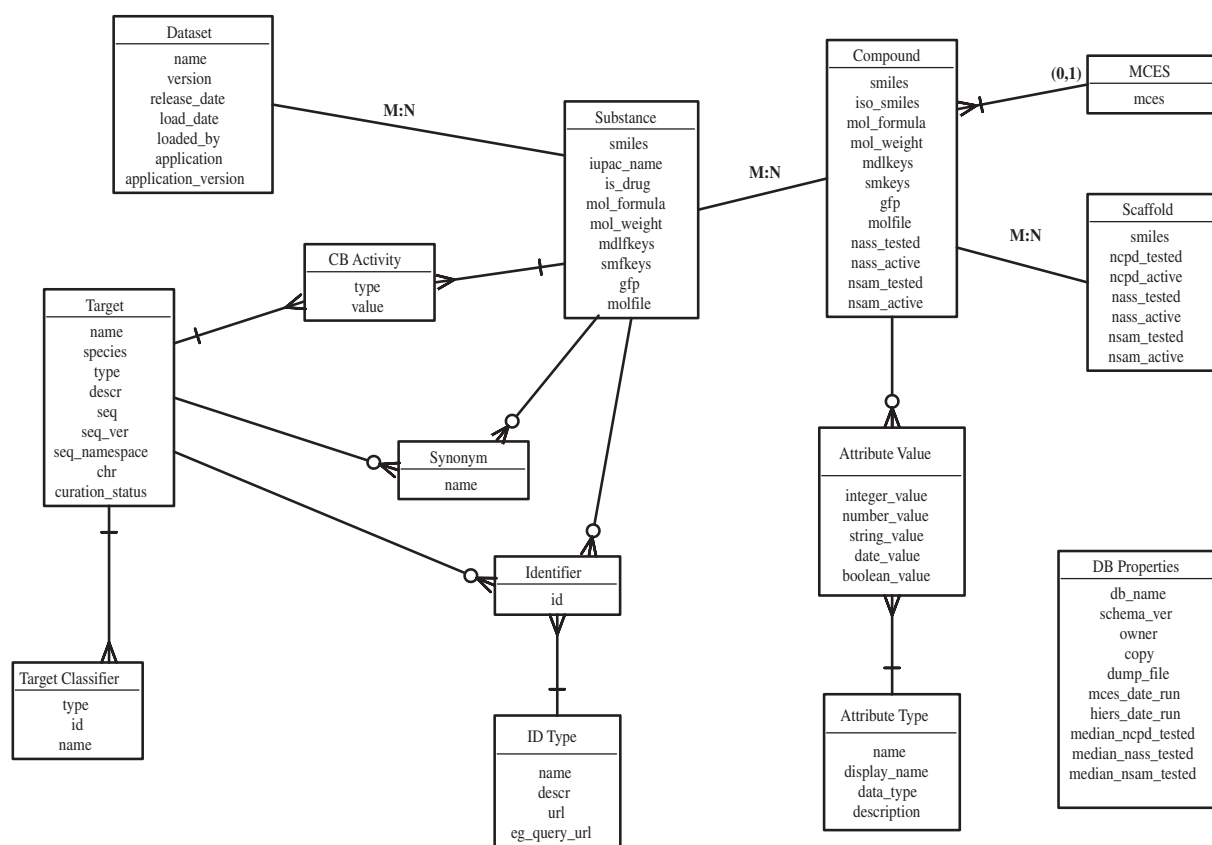 Dataset
name
version
release_date
load_date
loaded_by
application
application_version
M:N
Substance
smiles
iupac_name
is_drug
mol_formula
mol_weight
mdlfkeys
smfkeys
gfp
molfile
M:N
Compound
smiles
iso_smiles
mol_formula
mol_weight
mdlkeys
smkeys
gfp
molfile
nass_tested
nass_active
nsam_tested
nsam_active
(0,1)
MCES
mces
M:N
Scaffold
smiles
ncpd_tested
ncpd_active
nass_tested
nass_active
nsam_tested
nsam_active
CB Activity
type
value
Target
name
species
type
descr
seq
seq_ver
seq_namespace
chr
curation_status
Synonym
name
Identifier
id
Attribute Value
integer_value
number_value
string_value
date_value
boolean_value
DB Properties
db_name
schema_ver
owner
copy
dump_file
mces_date_run
hiers_date_run
median_ncpd_tested
median_nass_tested
median_nsam_tested
Target Classifier
type
id
name
ID Type
name
descr
url
eg_query_url
Attribute Type
name
display_name
data_type
description